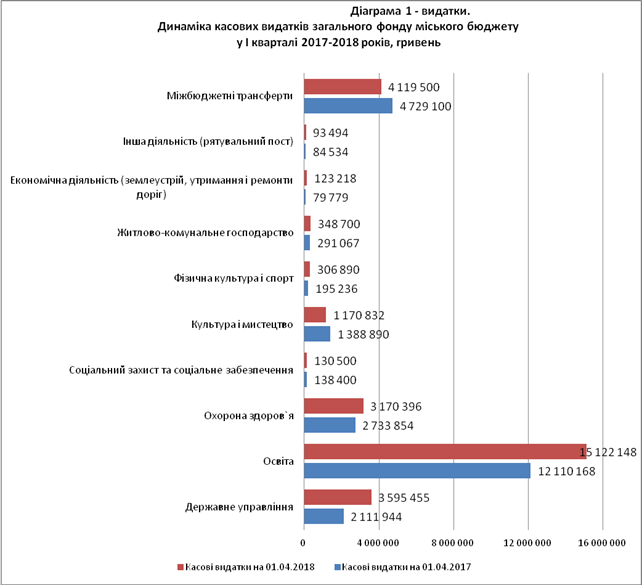 Діаграма 1 - видатки.
Динаміка касових видатків загального фонду міського бюджету
у І кварталі 2017-2018 років, гривень
Міжбюджетні трансферти
4 119 500
4 729 100
Інша діяльність (рятувальний пост)
93 494
84 534
Економічна діяльність (землеустрій, утримання і ремонти
доріг)
123 218
79 779
Житлово-комунальне господарство
348 700
291 067
Фізична культура і спорт
306 890
195 236
Культура і мистецтво
1 170 832
1 388 890
Соціальний захист та соціальне забезпечення
130 500
138 400
Охорона здоров`я
3 170 396
2 733 854
Освіта
15 122 148
12 110 168
Державне управління
3 595 455
2 111 944
0 4 000 000 8 000 000 12 000 000 16 000 000
Касові видатки на 01.04.2018 Касові видатки на 01.04.2017